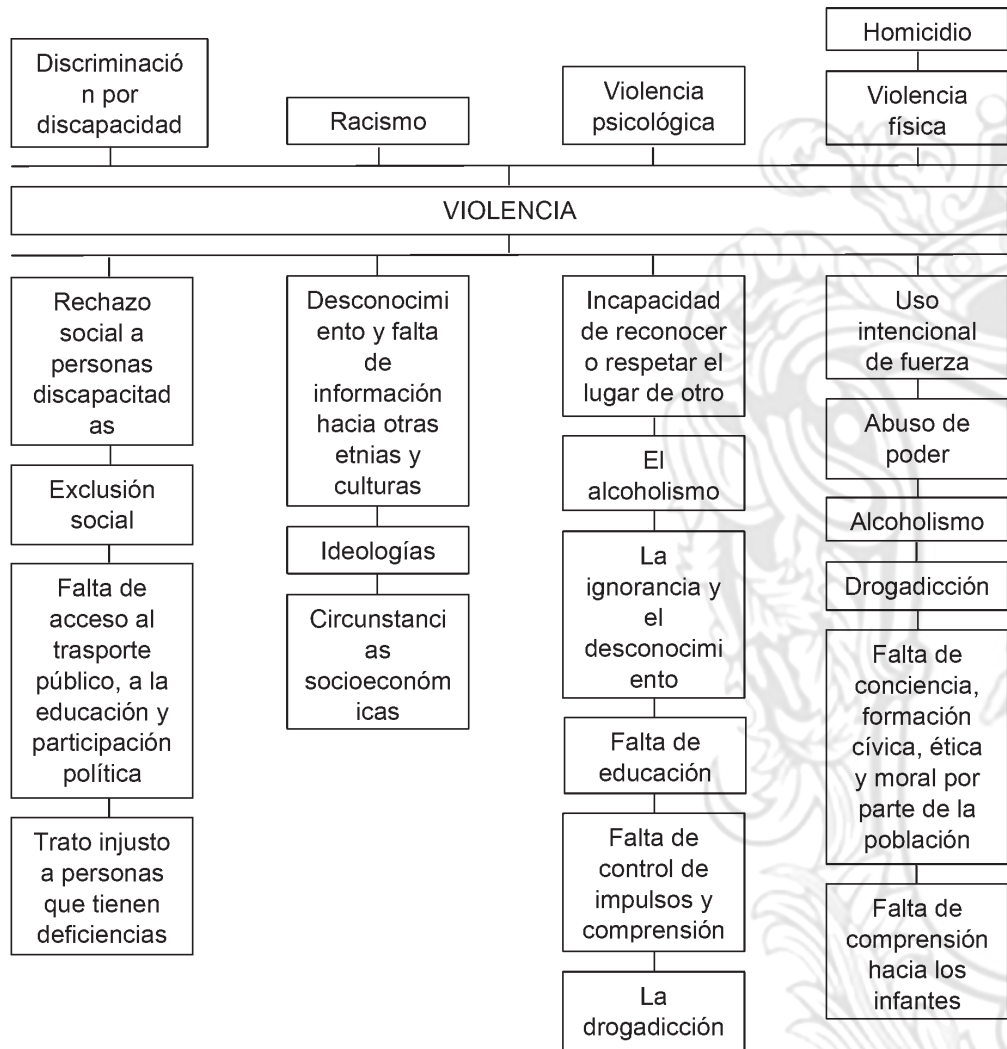 Homicidio
Discriminació
n por
discapacidad
Racismo
Violencia
psicológica
Violencia
física
VIOLENCIA
Rechazo
social a
personas
discapacitad
as
Exclusión
social
Falta de
acceso al
trasporte
público, a la
educación y
participación
política
Trato injusto
a personas
que tienen
deficiencias
Desconocimi
ento y falta
de
información
hacia otras
etnias y
culturas
Ideologías
Circunstanci
as
socioeconóm
icas
Incapacidad
de reconocer
o respetar el
lugar de otro
El
alcoholismo
La
ignorancia y
el
desconocimi
ento
Falta de
educación
Falta de
control de
impulsos y
comprensión
La
drogadicción
Uso
intencional
de fuerza
Abuso de
poder
Alcoholismo
Drogadicción
Falta de
conciencia,
formación
cívica, ética
y moral por
parte de la
población
Falta de
comprensión
hacia los
infantes